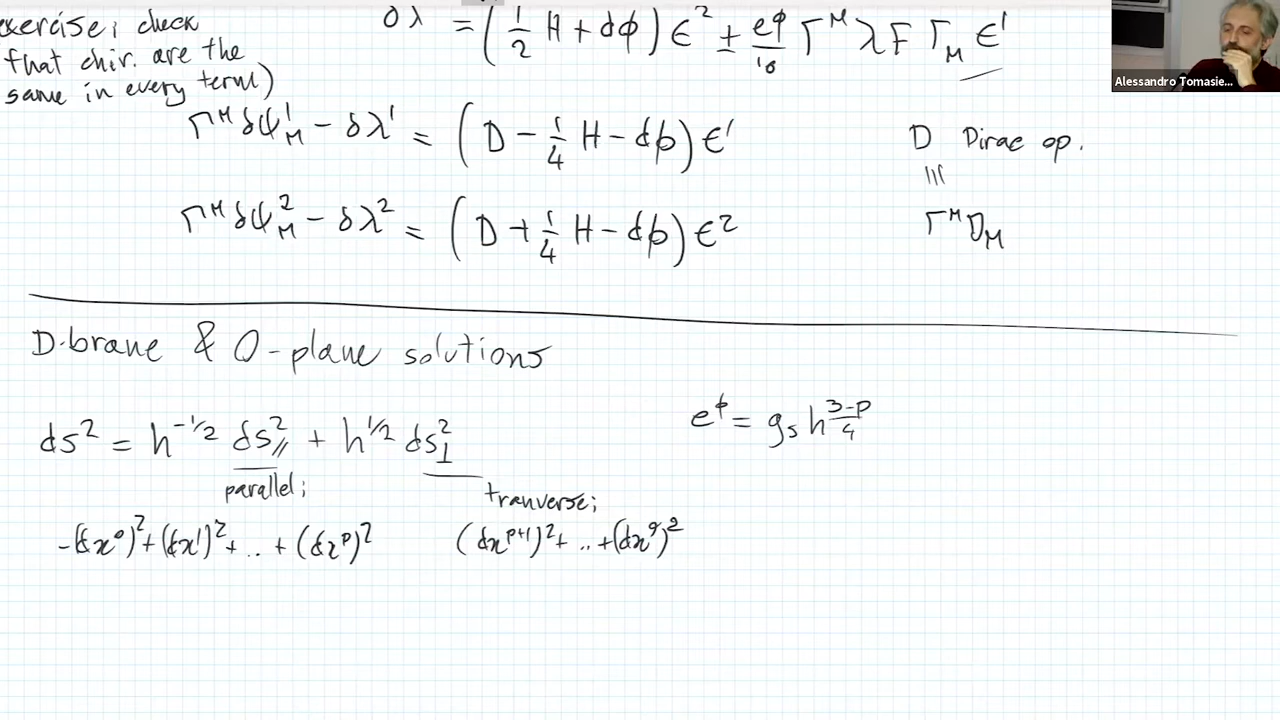 exercise; check
that chir. are the
same in every term)
δλ² = (1/2 H + dϕ) ϵ² ± e^ϕ/16 Γ^M λ F Γ_M ϵ¹
Alessandro Tomasie...
Γ^M δψ¹_M − δλ¹ = (D − 1/4 H − dϕ) ϵ¹
D Dirac op.
|||
Γ^M D_M
Γ^M δψ²_M − δλ² = (D + 1/4 H − dϕ) ϵ²
D-brane & O-plane solutions
ds² = h^{-1/2} ds²_{//} + h^{1/2} ds²_⊥
e^ϕ = g_s h^{\frac{3-p}{4}}
parallel;
tranverse;
-(dx⁰)² + (dx¹)² + .. + (dx^p)²
(dx^{p+1})² + .. + (dx⁹)²